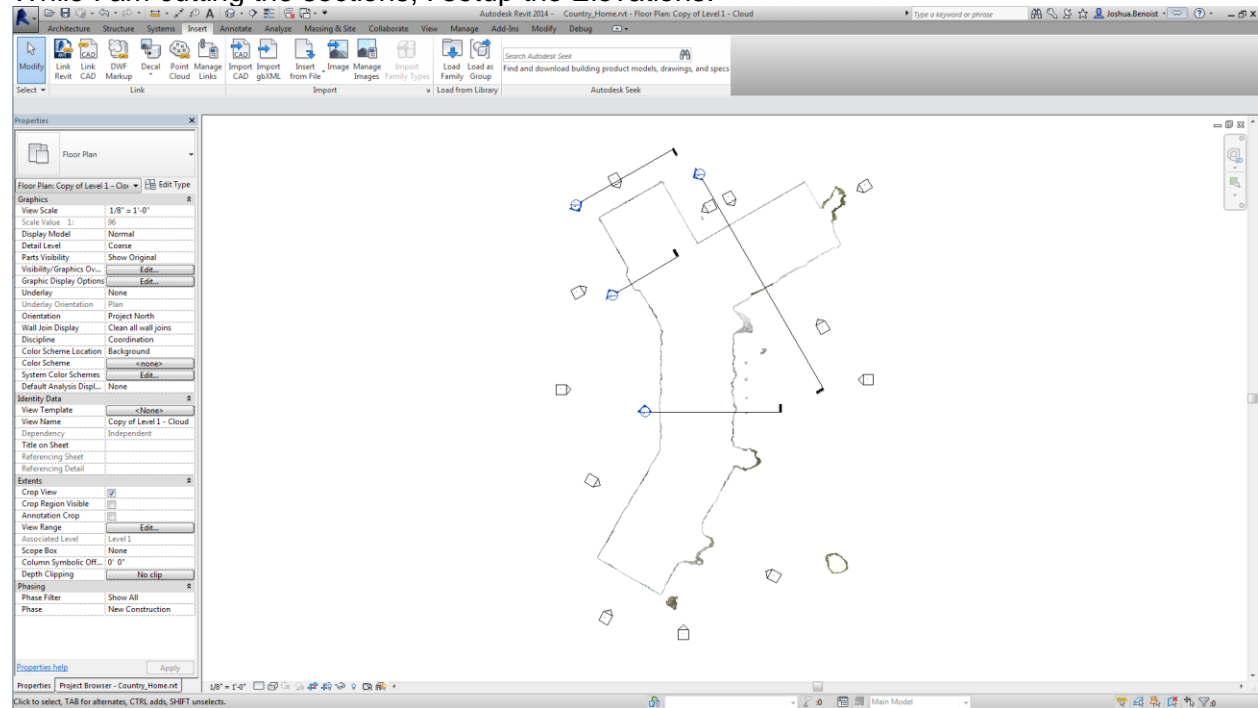 While I am cutting the sections, I setup the Elevations.
Autodesk Revit 2014 - Country_Home.rvt - Floor Plan: Copy of Level 1 - Cloud
Type a keyword or phrase
Joshua.Benoist
Architecture Structure Systems Insert Annotate Analyze Massing & Site Collaborate View Manage Add-Ins Modify Debug
Modify
Link Revit
Link CAD
DWF Markup
Decal
Point Cloud
Manage Links
Import CAD
Import gbXML
Insert from File
Image
Manage Images
Import Family Types
Load Family
Load as Group
Search Autodesk Seek
Find and download building product models, drawings, and specs
Select Link Import Load from Library Autodesk Seek
Properties
Floor Plan
Floor Plan: Copy of Level 1 - Clou Edit Type
Graphics
View Scale 1/8" = 1'-0"
Scale Value 1: 96
Display Model Normal
Detail Level Coarse
Parts Visibility Show Original
Visibility/Graphics Ov... Edit...
Graphic Display Options Edit...
Underlay None
Underlay Orientation Plan
Orientation Project North
Wall Join Display Clean all wall joins
Discipline Coordination
Color Scheme Location Background
Color Scheme <none>
System Color Schemes Edit...
Default Analysis Displ... None
Identity Data
View Template <None>
View Name Copy of Level 1 - Cloud
Dependency Independent
Title on Sheet
Referencing Sheet
Referencing Detail
Extents
Crop View
Crop Region Visible
Annotation Crop
View Range Edit...
Associated Level Level 1
Scope Box None
Column Symbolic Off... 0' 0"
Depth Clipping No clip
Phasing
Phase Filter Show All
Phase New Construction
Properties help Apply
Properties Project Browser - Country_Home.rvt 1/8" = 1'-0"
Click to select, TAB for alternates, CTRL adds, SHIFT unselects. :0 Main Model :0